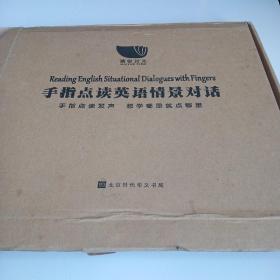 Reading English Situational Dialogues with Fingers
手指点读英语情景对话
手指点读发声 想学哪里就点哪里
北京时代华文书局